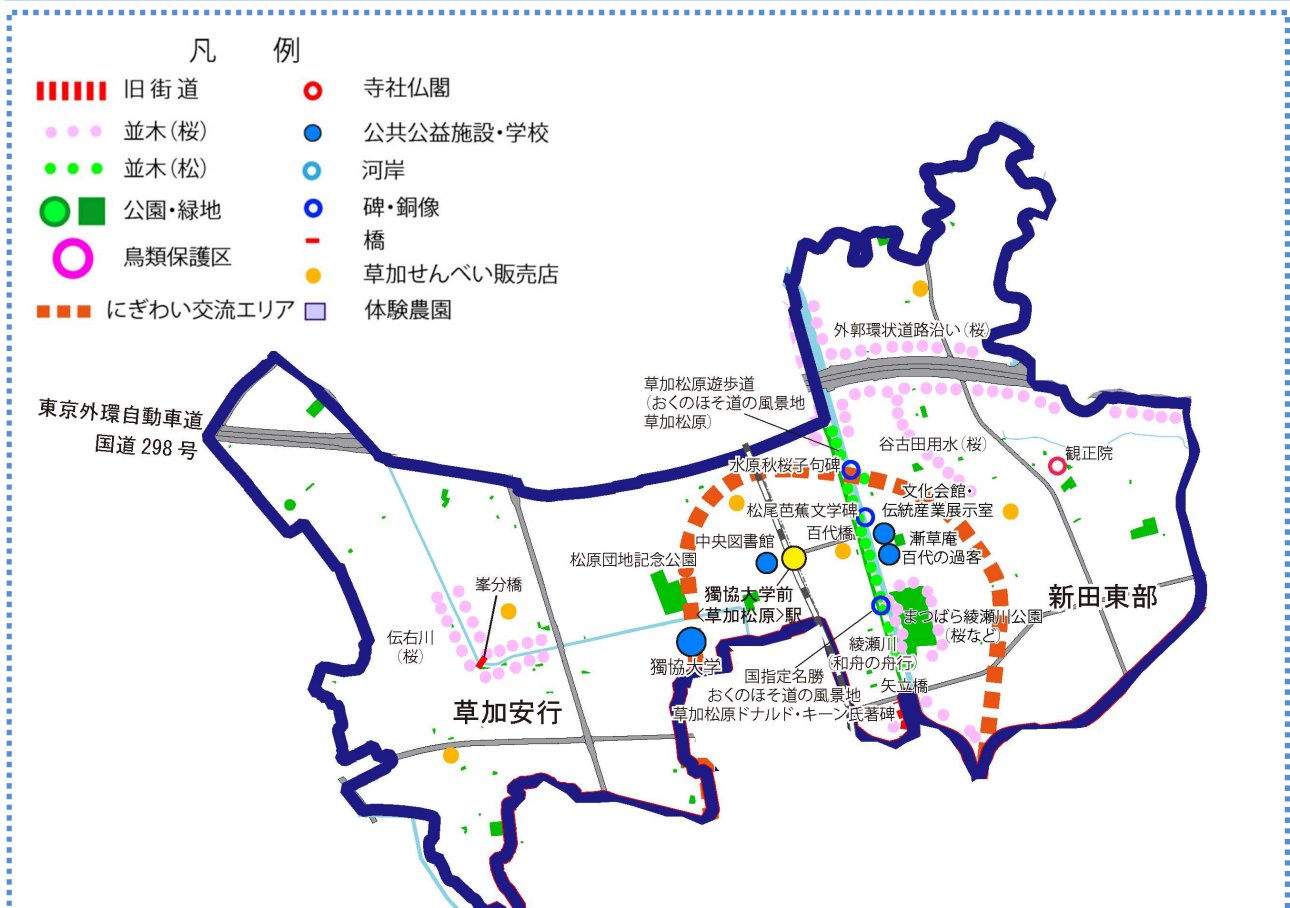 凡 例
旧街道
並木(桜)
並木(松)
公園・緑地
鳥類保護区
にぎわい交流エリア
寺社仏閣
公共公益施設・学校
河岸
碑・銅像
橋
草加せんべい販売店
体験農園
外郭環状道路沿い(桜)
草加松原遊歩道
(おくのほそ道の風景地
草加松原)
東京外環自動車道
国道298号
谷古田用水(桜)
観正院
水原秋桜子句碑
文化会館・
伝統産業展示室
松尾芭蕉文学碑
百代橋
漸草庵
百代の過客
中央図書館
松原団地記念公園
獨協大学前
<草加松原>駅
峯分橋
新田東部
まつばら綾瀬川公園
(桜など)
伝右川
(桜)
綾瀬川
(和舟の舟行)
獨協大学
国指定名勝
おくのほそ道の風景地
草加松原ドナルド・キーン氏著碑
矢立橋
草加安行